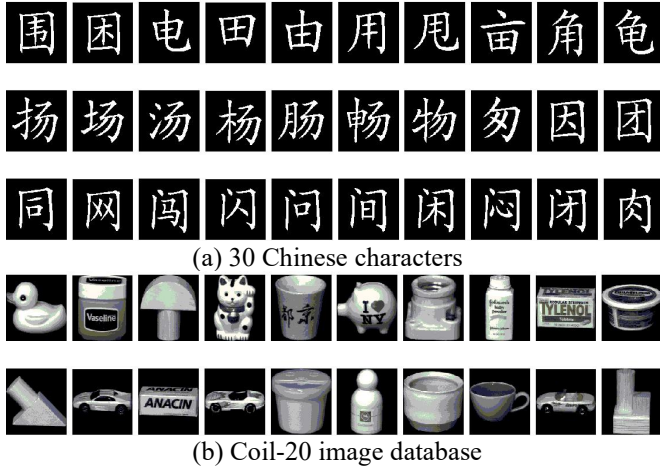 围 困 电 田 由 用 甩 亩 角 龟
扬 场 汤 杨 肠 畅 物 匆 因 团
同 网 闯 闪 问 间 闲 闷 闭 肉
(a) 30 Chinese characters
Vaseline
I ♥
NY
TYLENOL
ANACIN
ANACIN
(b) Coil-20 image database